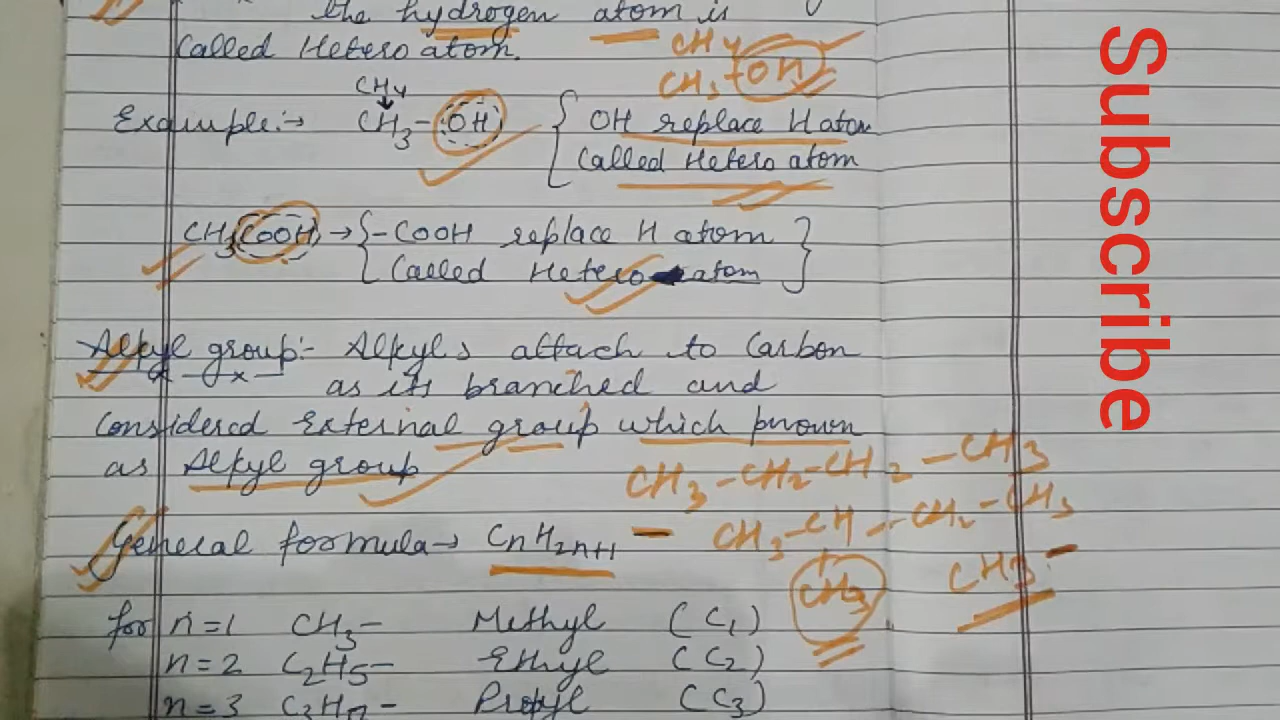 the hydrogen atom is
Called Hetero atom.
CH4
CH3+OH
CH4
Example:→ CH3-OH { OH replace H atom
Called Hetero atom
CH3COOH → {-COOH replace H atom }
Called Hetero atom
Alkyl group:- Alkyls attach to Carbon
as its branched and
Considered External group which known
as Alkyl group
CH3-CH2-CH2-CH3
General formula→ CnH2n+1 -
CH3-CH-CH2-CH3
CH3
CH3-
for n=1 CH3- Methyl (C1)
n=2 C2H5- Ethyl (C2)
n=3 C3H7- Propyl (C3)
Subscribe